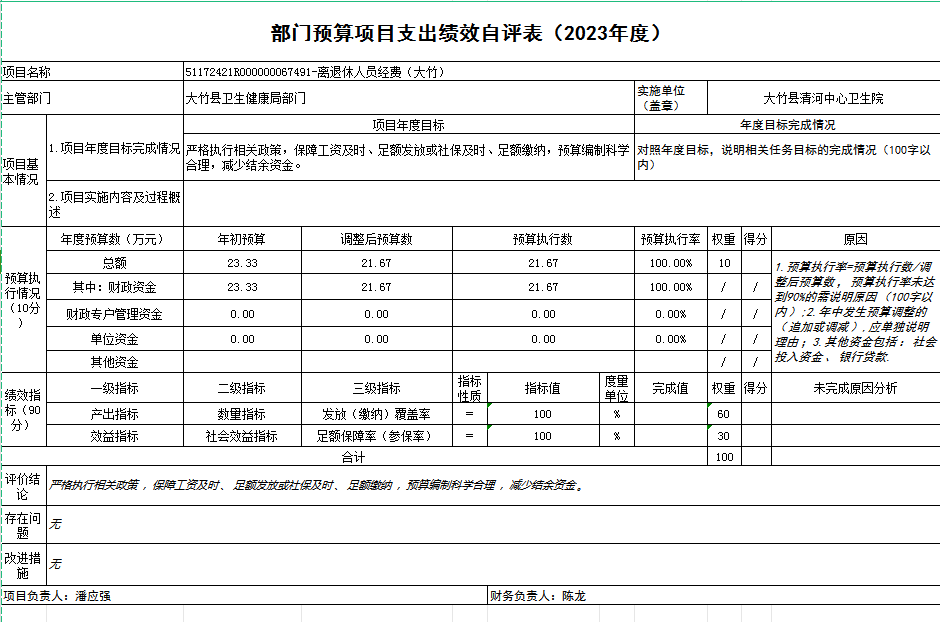 部门预算项目支出绩效自评表（2023年度）
项目名称 51172421R000000067491-离退休人员经费（大竹）
主管部门 大竹县卫生健康局部门 实施单位（盖章） 大竹县清河中心卫生院
项目基本情况 1.项目年度目标完成情况 项目年度目标 年度目标完成情况
严格执行相关政策，保障工资及时、足额发放或社保及时、足额缴纳，预算编制科学合理，减少结余资金。 对照年度目标，说明相关任务目标的完成情况（100字以内）
2.项目实施内容及过程概述
预算执行情况（10分） 年度预算数（万元） 年初预算 调整后预算数 预算执行数 预算执行率 权重 得分 原因
总额 23.33 21.67 21.67 100.00% 10
其中：财政资金 23.33 21.67 21.67 100.00% / /
财政专户管理资金 0.00 0.00 0.00 0.00% / /
单位资金 0.00 0.00 0.00 0.00% / /
其他资金 / /
1.预算执行率=预算执行数/调整后预算数，预算执行率未达到90%的需说明原因（100字以内）;2.年中发生预算调整的（追加或调减）,应单独说明理由；3.其他资金包括：社会投入资金、银行贷款.
绩效指标（90分） 一级指标 二级指标 三级指标 指标性质 指标值 度量单位 完成值 权重 得分 未完成原因分析
产出指标 数量指标 发放（缴纳）覆盖率 ＝ 100 % 60
效益指标 社会效益指标 足额保障率（参保率） ＝ 100 % 30
合计 100
评价结论 严格执行相关政策，保障工资及时、足额发放或社保及时、足额缴纳，预算编制科学合理，减少结余资金。
存在问题 无
改进措施 无
项目负责人：潘应强 财务负责人：陈龙